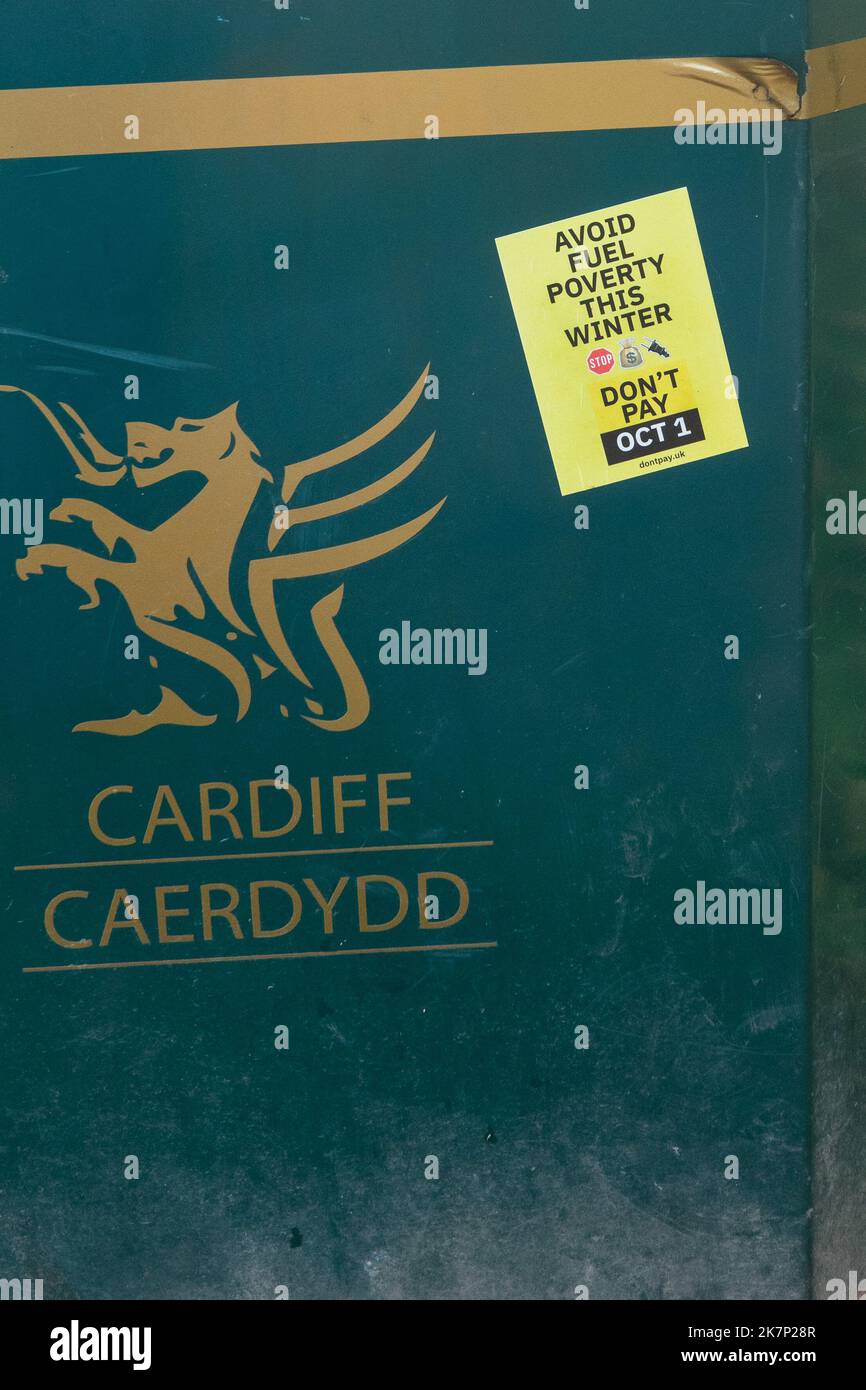 AVOID
FUEL
POVERTY
THIS
WINTER
STOP
$
DON'T
PAY
OCT 1
dontpay.uk
CARDIFF
CAERDYDD
a
alamy
alamy
Image ID: 2K7P28R
www.alamy.com